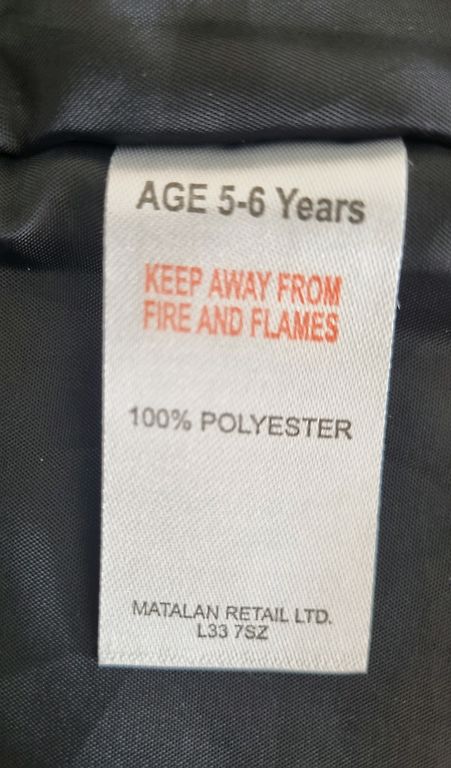 AGE 5-6 Years
KEEP AWAY FROM
FIRE AND FLAMES
100% POLYESTER
MATALAN RETAIL LTD.
L33 7SZ